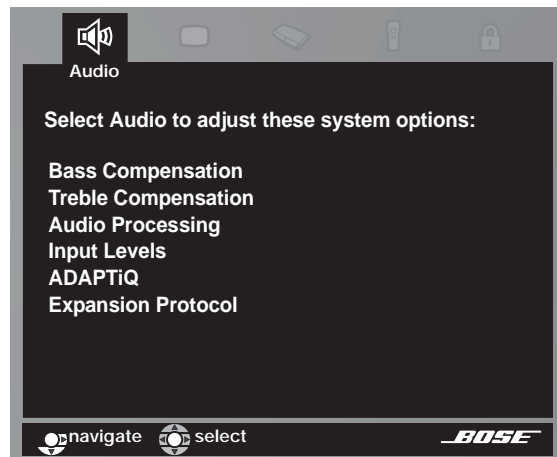 Audio
Select Audio to adjust these system options:
Bass Compensation
Treble Compensation
Audio Processing
Input Levels
ADAPTiQ
Expansion Protocol
navigate select BOSE